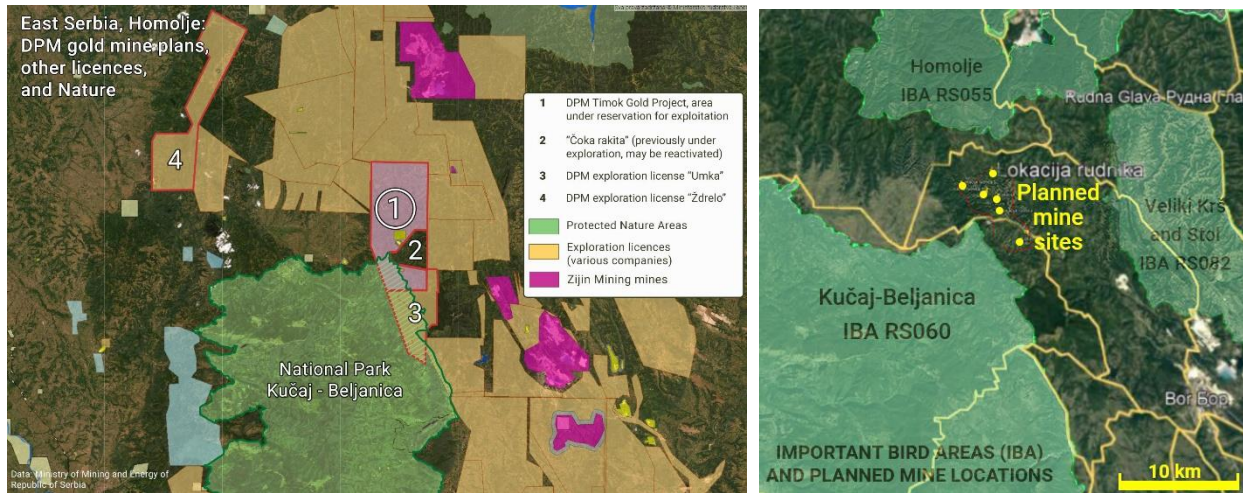 East Serbia, Homolje:
DPM gold mine plans,
other licences,
and Nature
1 DPM Timok Gold Project, area
under reservation for exploitation
2 "Čoka rakita" (previously under
exploration, may be reactivated)
3 DPM exploration license "Umka"
4 DPM exploration license "Ždrelo"
Protected Nature Areas
Exploration licences
(various companies)
Zijin Mining mines
4
1
2
3
National Park
Kučaj - Beljanica
Data: Ministry of Mining and Energy of
Republic of Serbia
Homolje
IBA RS055
Rudna Glava Рудна Гла
Lokacija rudnika
Planned
mine
sites
Veliki Krš
and Stol
IBA RS082
Kučaj-Beljanica
IBA RS060
Bor Бор
IMPORTANT BIRD AREAS (IBA)
AND PLANNED MINE LOCATIONS
10 km